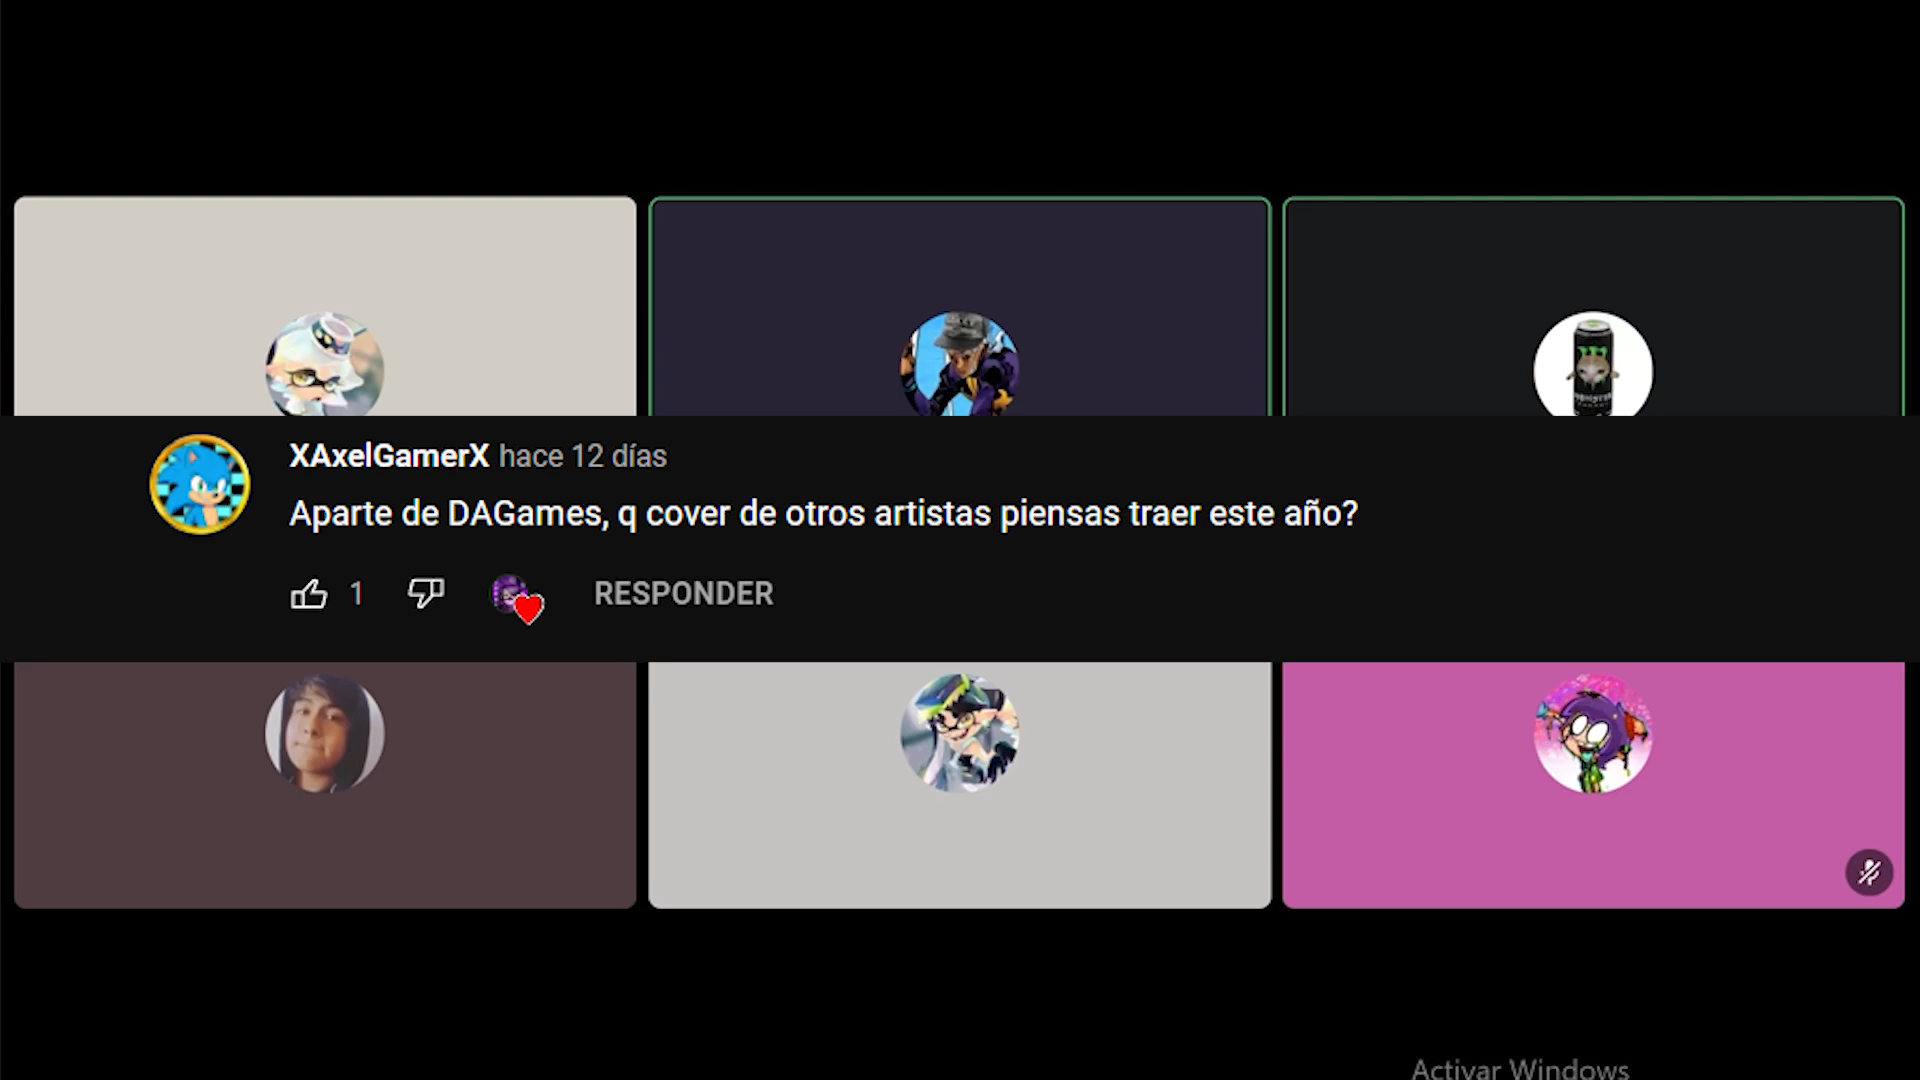 XAxelGamerX hace 12 días
Aparte de DAGames, q cover de otros artistas piensas traer este año?
1 RESPONDER
Activar Windows